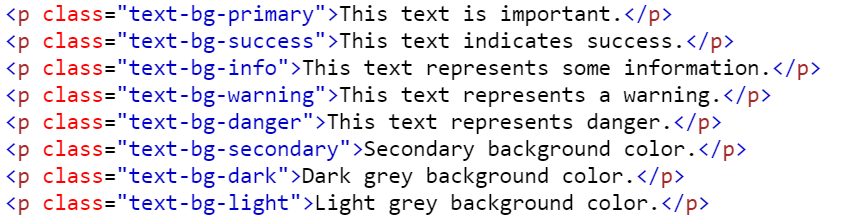 <p class="text-bg-primary">This text is important.</p>
<p class="text-bg-success">This text indicates success.</p>
<p class="text-bg-info">This text represents some information.</p>
<p class="text-bg-warning">This text represents a warning.</p>
<p class="text-bg-danger">This text represents danger.</p>
<p class="text-bg-secondary">Secondary background color.</p>
<p class="text-bg-dark">Dark grey background color.</p>
<p class="text-bg-light">Light grey background color.</p>